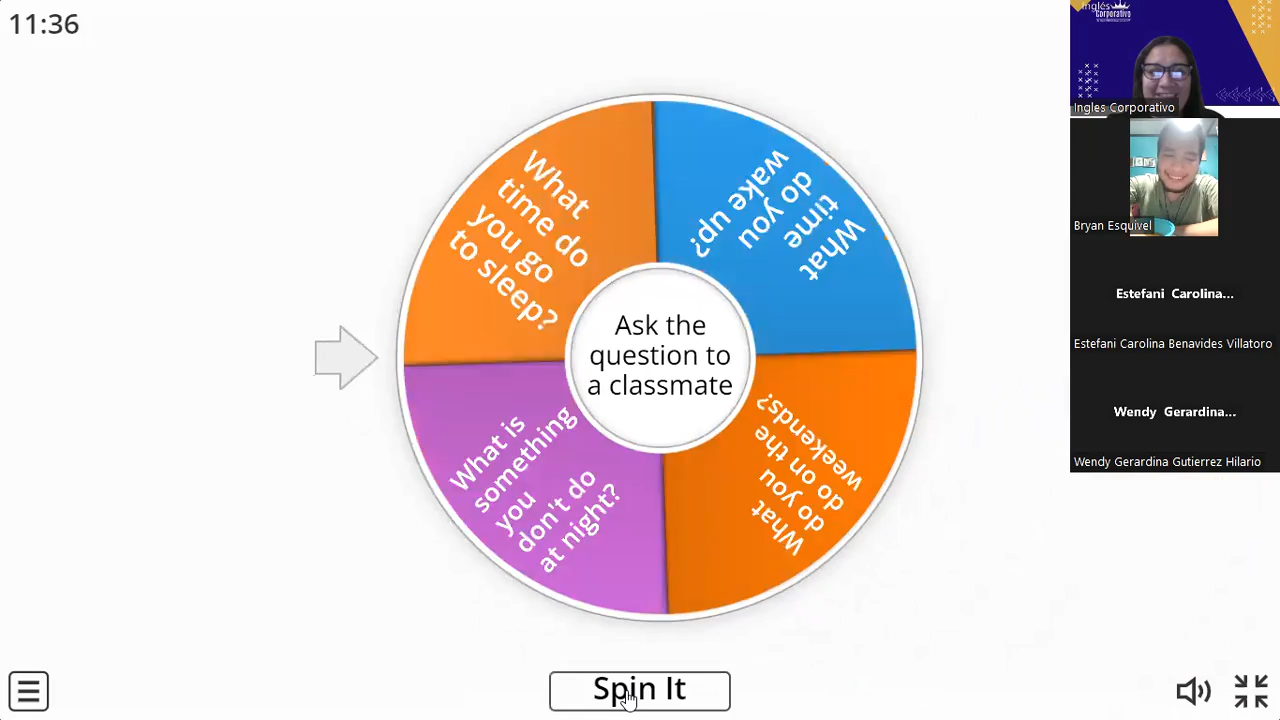 11:36
What
time do
you go
to sleep?
What
time
do you
wake up?
What is
something
you
don't do
at night?
What
do you
do on the
weekends?
Ask the
question to
a classmate
Spin It
Inglés
Corporativo
Ingles Corporativo
Bryan Esquivel
Estefani Carolina...
Estefani Carolina Benavides Villatoro
Wendy Gerardina...
Wendy Gerardina Gutierrez Hilario